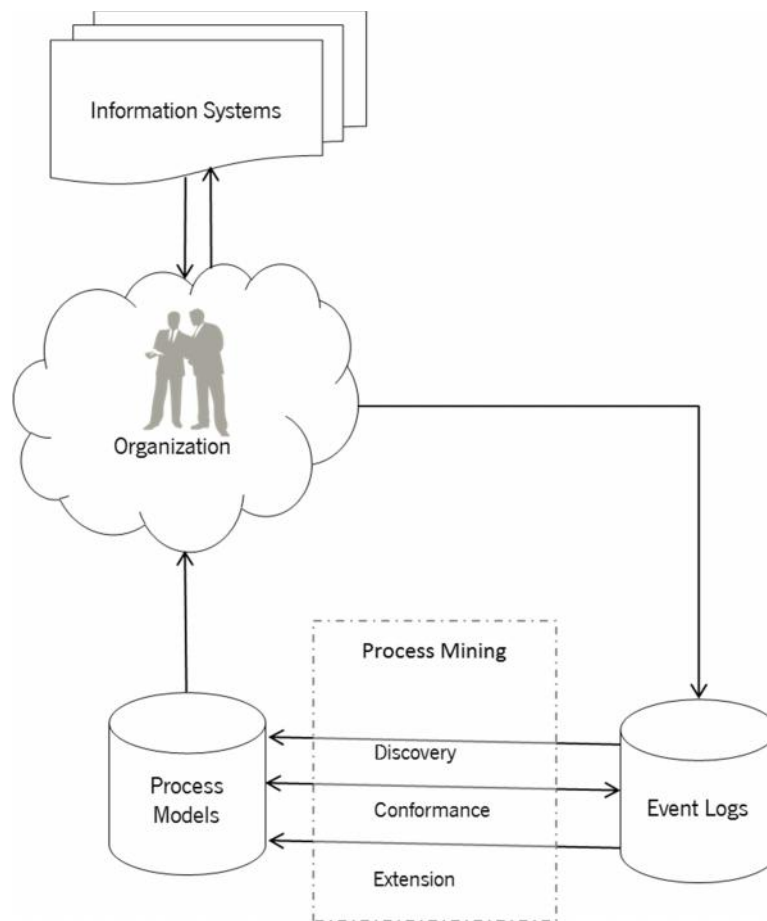 Information Systems
Organization
Process Mining
Discovery
Process
Models
Conformance
Event Logs
Extension